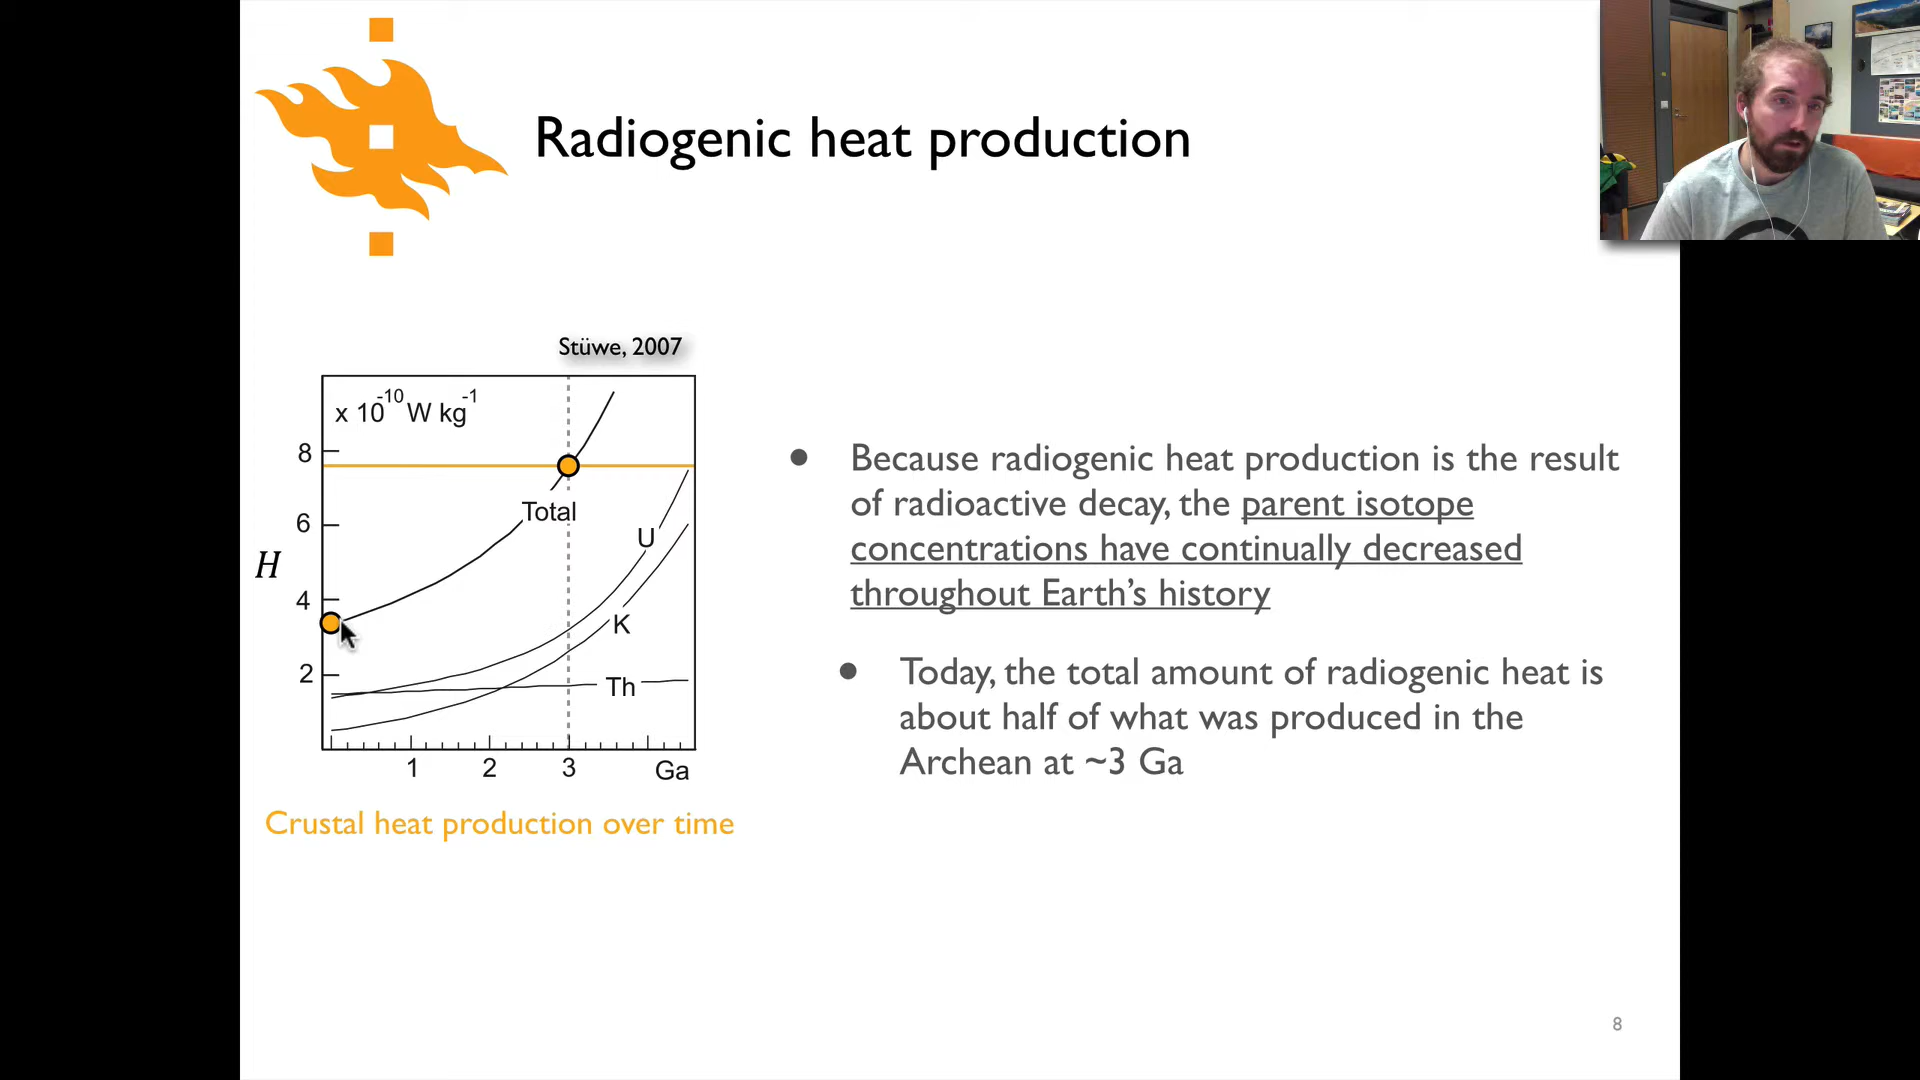 Radiogenic heat production
Stüwe, 2007
x 10⁻¹⁰ W kg⁻¹
8
6
4
2
H
Total
U
K
Th
1 2 3 Ga
Crustal heat production over time
● Because radiogenic heat production is the result
of radioactive decay, the parent isotope
concentrations have continually decreased
throughout Earth’s history
● Today, the total amount of radiogenic heat is
about half of what was produced in the
Archean at ~3 Ga
8